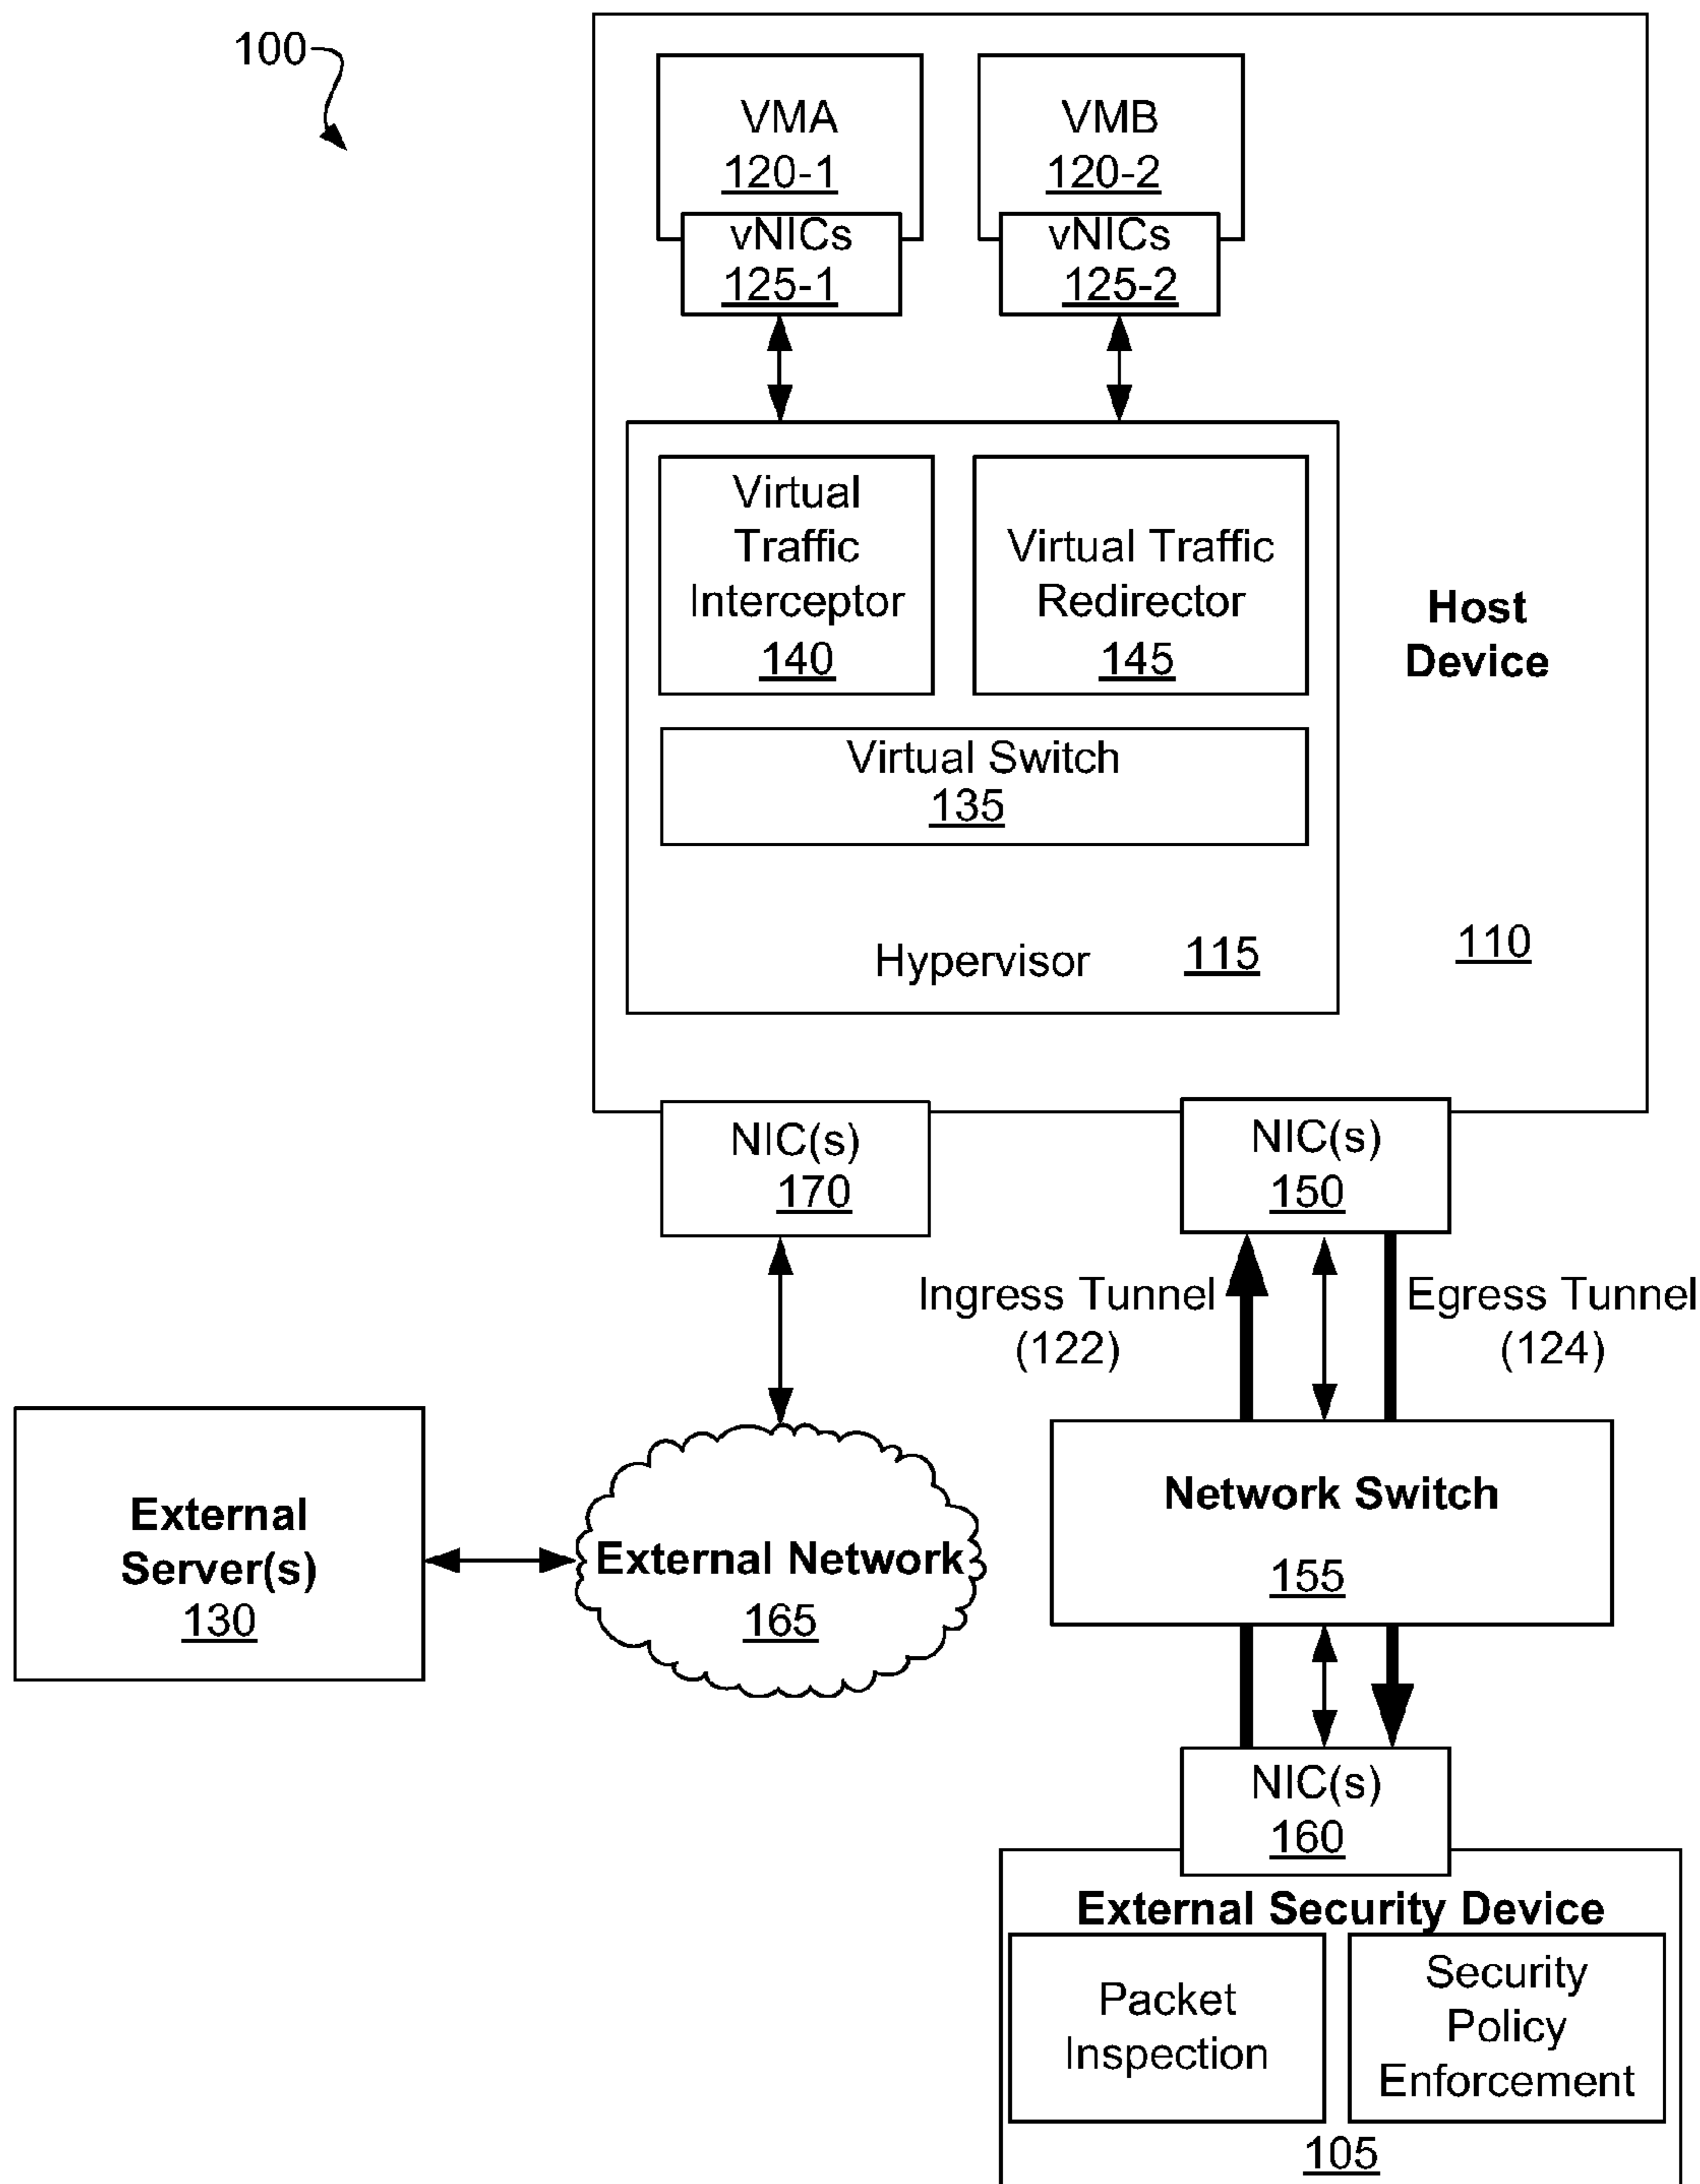 100
VMA
120-1
vNICs
125-1
VMB
120-2
vNICs
125-2
Virtual
Traffic
Interceptor
140
Virtual Traffic
Redirector
145
Host
Device
Virtual Switch
135
Hypervisor
115
110
NIC(s)
170
NIC(s)
150
Ingress Tunnel
(122)
Egress Tunnel
(124)
External
Server(s)
130
External Network
165
Network Switch
155
NIC(s)
160
External Security Device
Packet
Inspection
Security
Policy
Enforcement
105